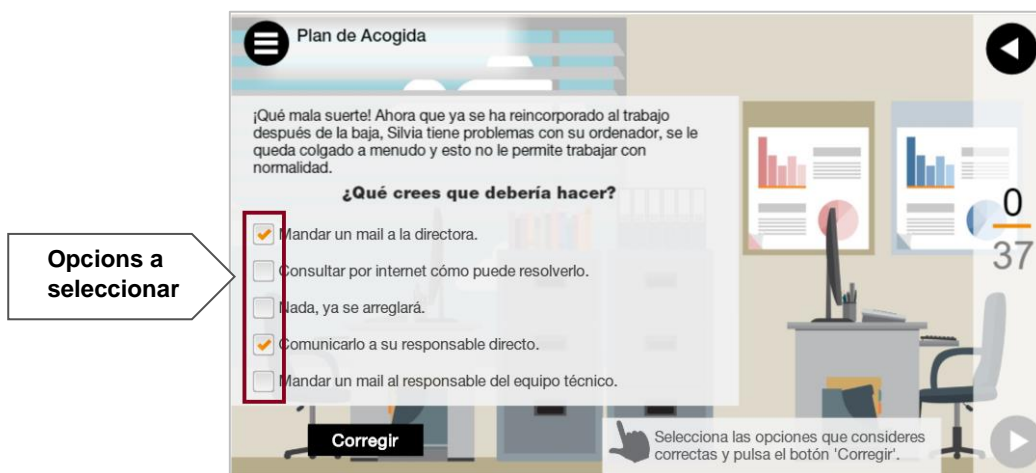 Plan de Acogida
¡Qué mala suerte! Ahora que ya se ha reincorporado al trabajo
después de la baja, Silvia tiene problemas con su ordenador, se le
queda colgado a menudo y esto no le permite trabajar con
normalidad.
¿Qué crees que debería hacer?
Mandar un mail a la directora.
Consultar por internet cómo puede resolverlo.
Nada, ya se arreglará.
Comunicarlo a su responsable directo.
Mandar un mail al responsable del equipo técnico.
Opcions a
seleccionar
0
37
Corregir
Selecciona las opciones que consideres
correctas y pulsa el botón 'Corregir'.